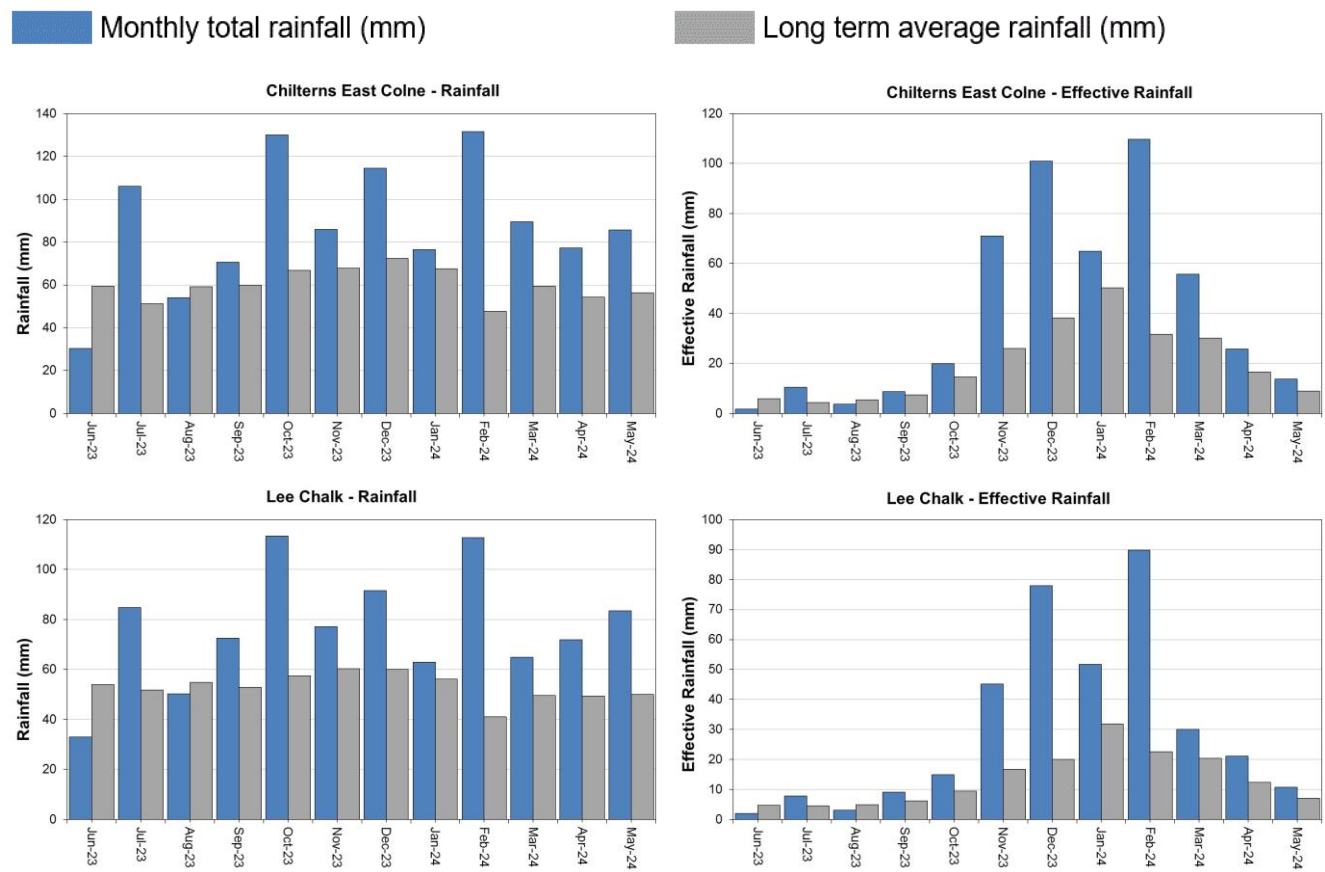 Monthly total rainfall (mm)
Long term average rainfall (mm)
Chilterns East Colne - Rainfall
Rainfall (mm)
140
120
100
80
60
40
20
0
Jun-23
Jul-23
Aug-23
Sep-23
Oct-23
Nov-23
Dec-23
Jan-24
Feb-24
Mar-24
Apr-24
May-24
Chilterns East Colne - Effective Rainfall
Effective Rainfall (mm)
120
100
80
60
40
20
0
Jun-23
Jul-23
Aug-23
Sep-23
Oct-23
Nov-23
Dec-23
Jan-24
Feb-24
Mar-24
Apr-24
May-24
Lee Chalk - Rainfall
Rainfall (mm)
120
100
80
60
40
20
0
Jun-23
Jul-23
Aug-23
Sep-23
Oct-23
Nov-23
Dec-23
Jan-24
Feb-24
Mar-24
Apr-24
May-24
Lee Chalk - Effective Rainfall
Effective Rainfall (mm)
100
90
80
70
60
50
40
30
20
10
0
Jun-23
Jul-23
Aug-23
Sep-23
Oct-23
Nov-23
Dec-23
Jan-24
Feb-24
Mar-24
Apr-24
May-24